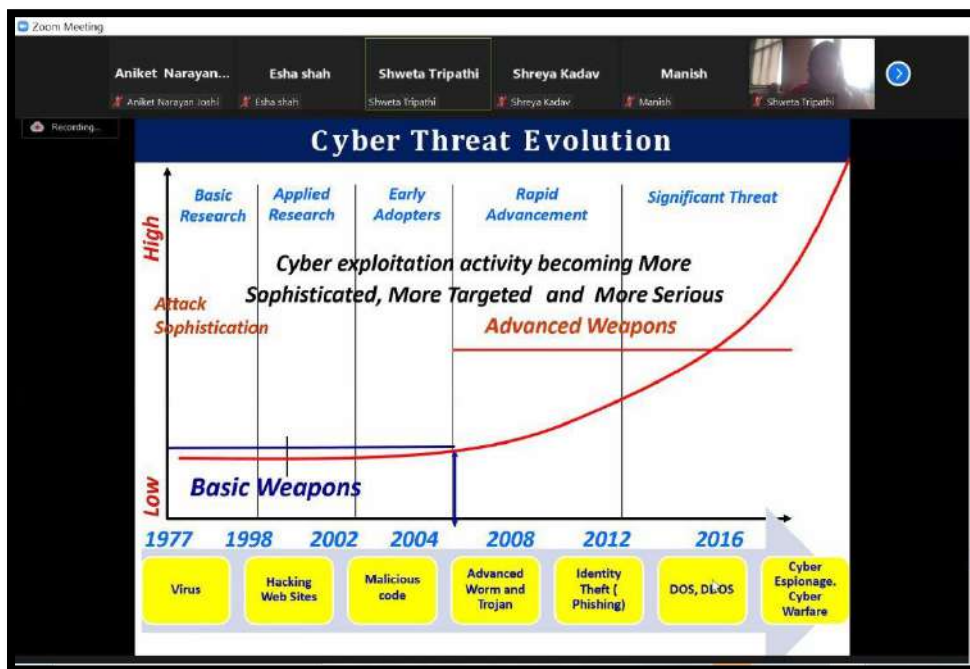 Zoom Meeting
Aniket Narayan...
Esha shah
Shweta Tripathi
Shreya Kadav
Manish
Aniket Narayan Joshi
Esha shah
Shweta Tripathi
Shreya Kadav
Manish
Shweta Tripathi
Recording...
Cyber Threat Evolution
Basic
Research
Applied
Research
Early
Adopters
Rapid
Advancement
Significant Threat
High
Cyber exploitation activity becoming More
Sophisticated, More Targeted and More Serious
Attack
Sophistication
Advanced Weapons
Low
Basic Weapons
1977 1998 2002 2004 2008 2012 2016
Virus
Hacking
Web Sites
Malicious
code
Advanced
Worm and
Trojan
Identity
Theft (
Phishing)
DOS, DDOS
Cyber
Espionage.
Cyber
Warfare